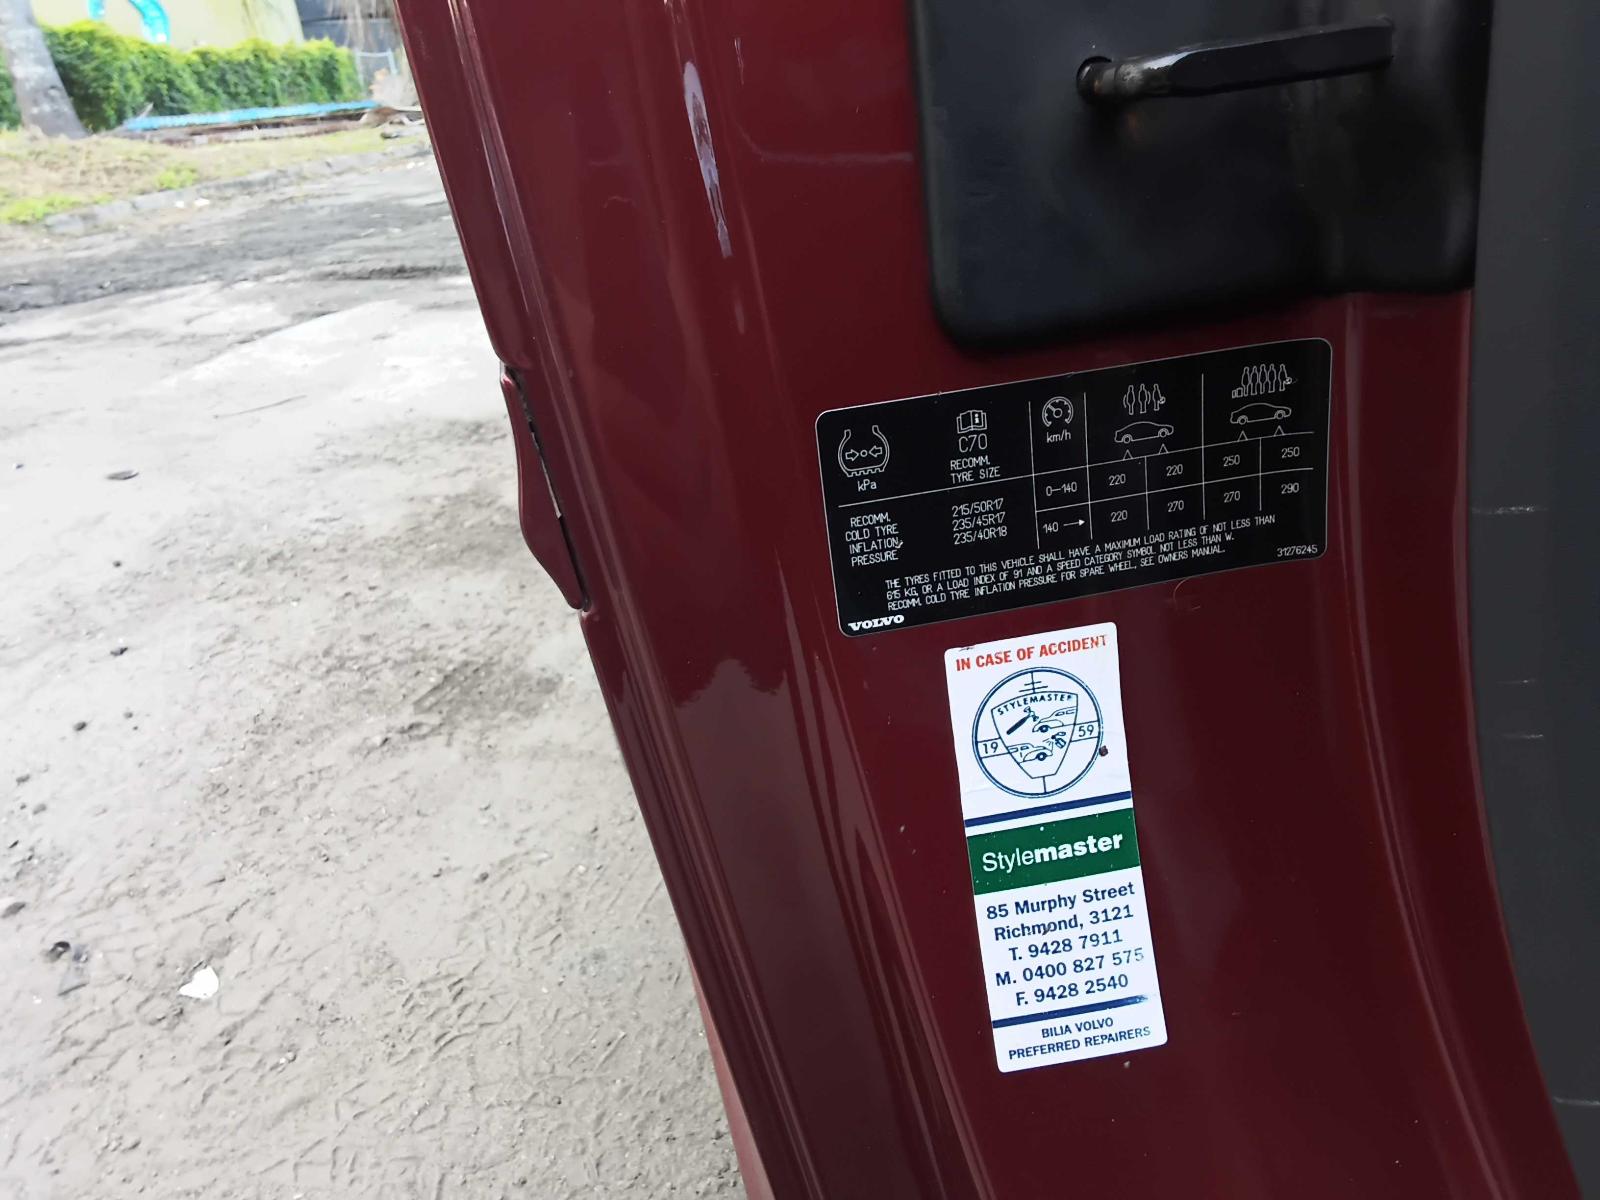 kPa
C70
RECOMM.
TYRE SIZE
km/h
RECOMM.
COLD TYRE
INFLATION
PRESSURE
215/50R17
235/45R17
235/40R18
0—140 220 220 250 250
140 → 220 270 270 290
THE TYRES FITTED TO THIS VEHICLE SHALL HAVE A MAXIMUM LOAD RATING OF NOT LESS THAN
615 KG, OR A LOAD INDEX OF 91 AND A SPEED CATEGORY SYMBOL NOT LESS THAN W.
RECOMM. COLD TYRE INFLATION PRESSURE FOR SPARE WHEEL, SEE OWNERS MANUAL.
31276245
VOLVO
IN CASE OF ACCIDENT
STYLEMASTER
19 59
Stylemaster
85 Murphy Street
Richmond, 3121
T. 9428 7911
M. 0400 827 575
F. 9428 2540
BILIA VOLVO
PREFERRED REPAIRERS